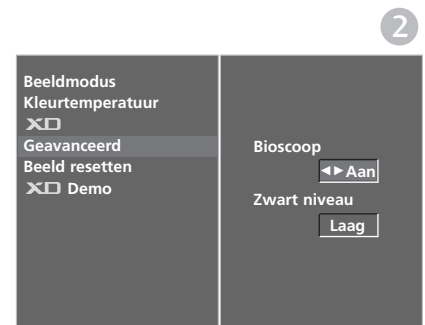 2
Beeldmodus
Kleurtemperatuur
XD
Geavanceerd
Beeld resetten
XD Demo
Bioscoop
◄► Aan
Zwart niveau
Laag